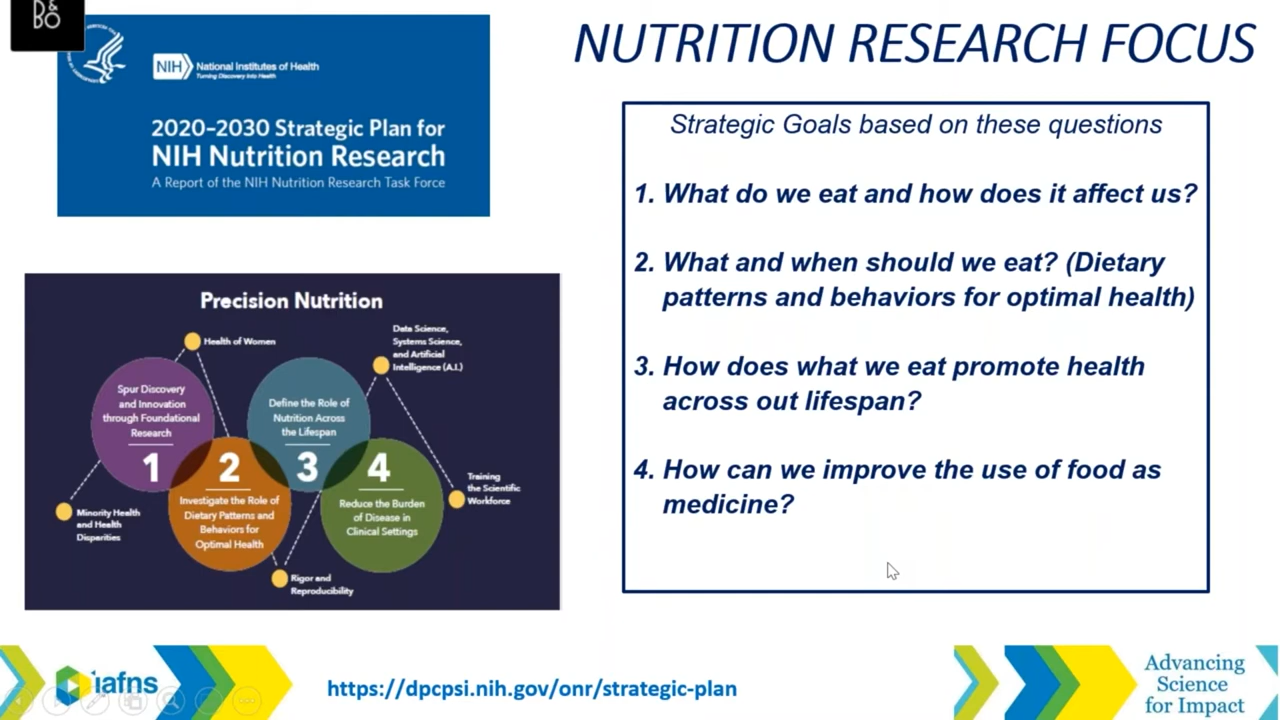 B&O
NIH National Institutes of Health
Turning Discovery Into Health
2020–2030 Strategic Plan for
NIH Nutrition Research
A Report of the NIH Nutrition Research Task Force
NUTRITION RESEARCH FOCUS
Strategic Goals based on these questions
1. What do we eat and how does it affect us?
2. What and when should we eat? (Dietary
patterns and behaviors for optimal health)
3. How does what we eat promote health
across out lifespan?
4. How can we improve the use of food as
medicine?
Precision Nutrition
Health of Women
Data Science,
Systems Science,
and Artificial
Intelligence (A.I.)
Spur Discovery
and Innovation
through Foundational
Research
1
2
Investigate the Role of
Dietary Patterns and
Behaviors for
Optimal Health
Define the Role of
Nutrition Across
the Lifespan
3
4
Reduce the Burden
of Disease in
Clinical Settings
Minority Health
and Health
Disparities
Training
the Scientific
Workforce
Rigor and
Reproducibility
iafns
https://dpcpsi.nih.gov/onr/strategic-plan
Advancing
Science
for Impact